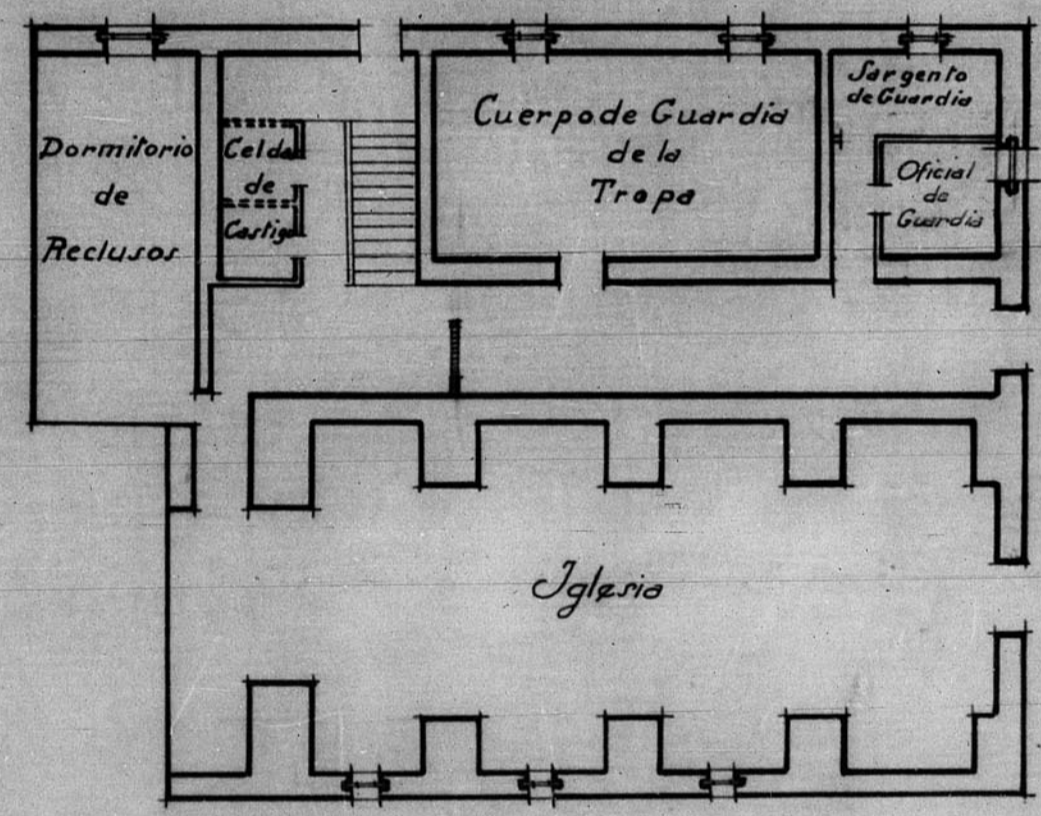 Dormitorio
de
Reclusos
Celda
de
Castigo
Cuerpo de Guardia
de la
Tropa
Sargento
de Guardia
Oficial
de
Guardia
Iglesia